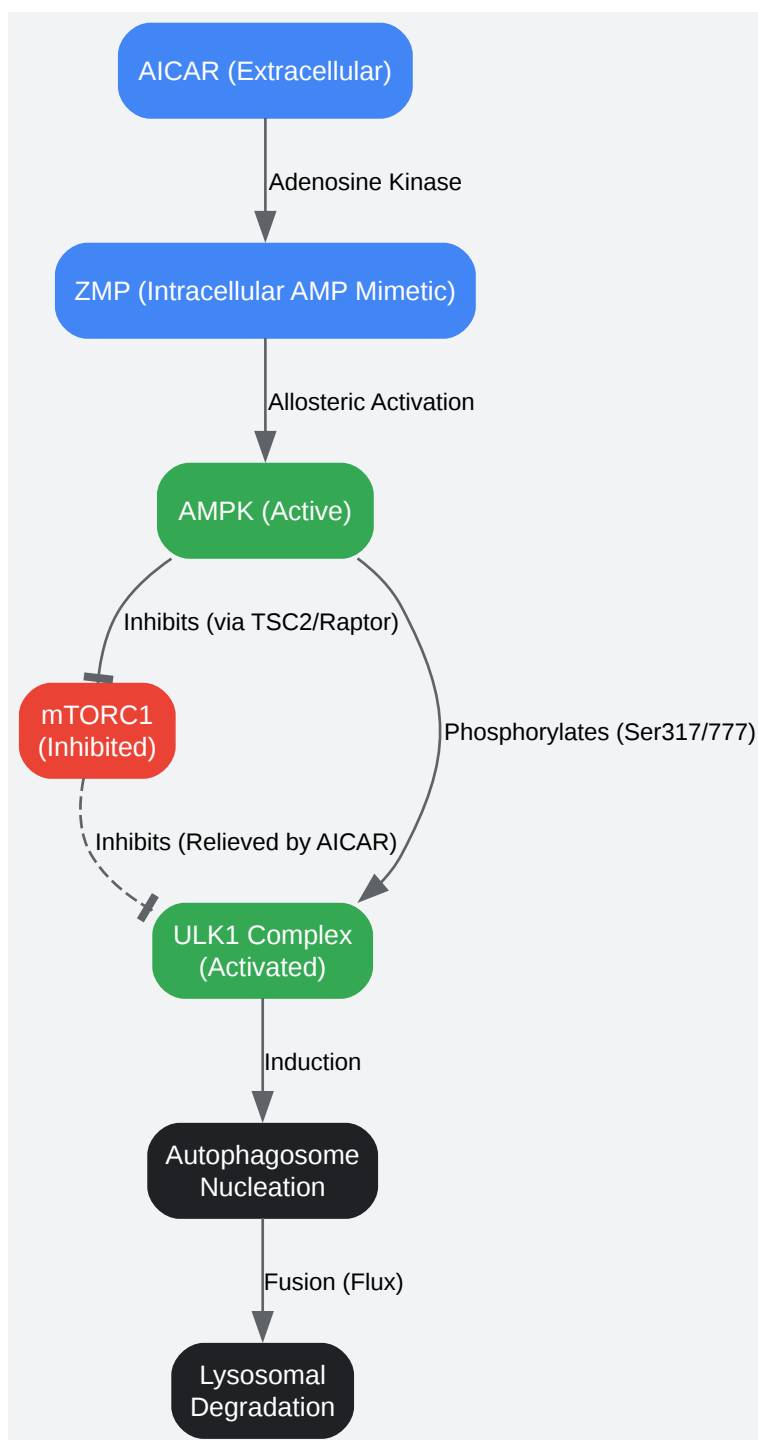 AICAR (Extracellular)
Adenosine Kinase
ZMP (Intracellular AMP Mimetic)
Allosteric Activation
AMPK (Active)
Inhibits (via TSC2/Raptor)
mTORC1
(Inhibited)
Phosphorylates (Ser317/777)
Inhibits (Relieved by AICAR)
ULK1 Complex
(Activated)
Induction
Autophagosome
Nucleation
Fusion (Flux)
Lysosomal
Degradation